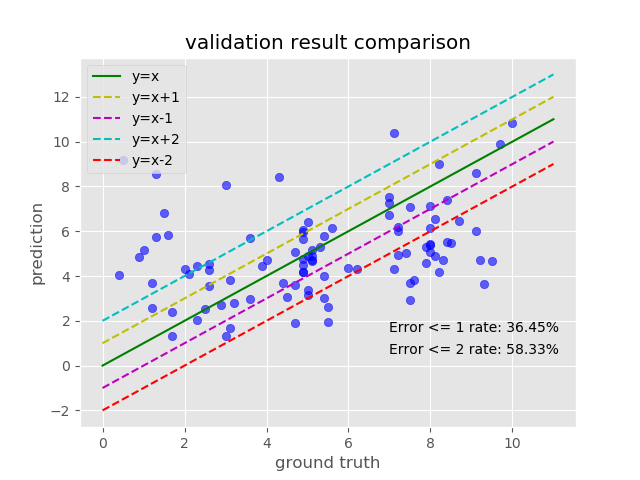 validation result comparison
y=x
y=x+1
y=x-1
y=x+2
y=x-2
12
10
8
6
4
2
0
−2
prediction
Error <= 1 rate: 36.45%
Error <= 2 rate: 58.33%
0 2 4 6 8 10
ground truth